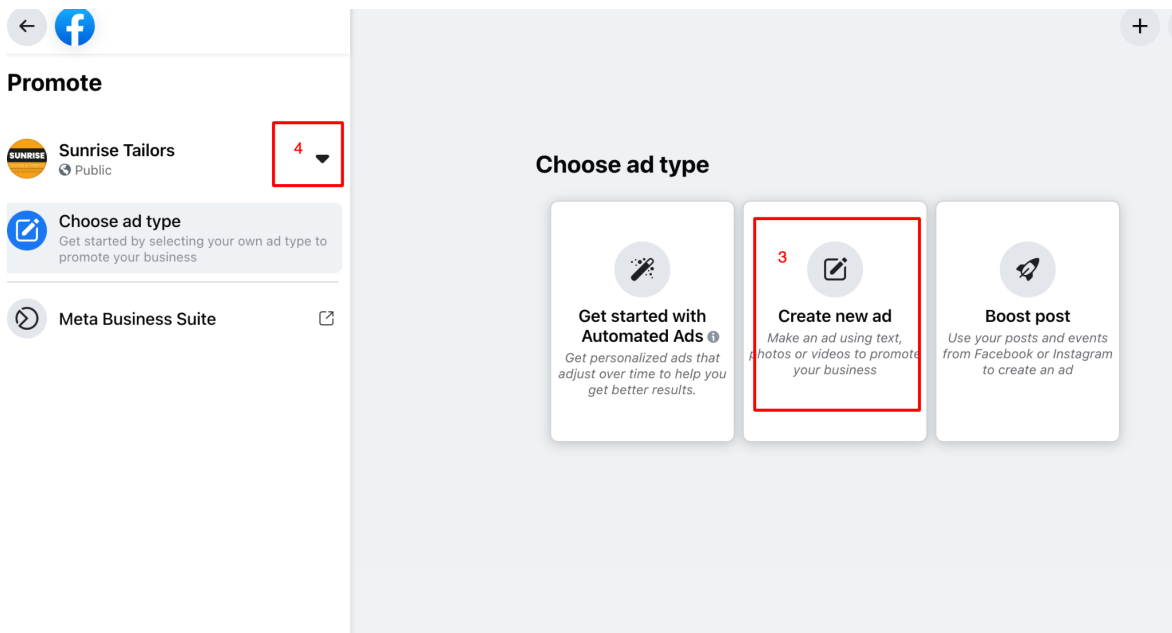 Promote
SUNRISE
Sunrise Tailors
Public
4
Choose ad type
Get started by selecting your own ad type to
promote your business
Meta Business Suite
Choose ad type
Get started with
Automated Ads
Get personalized ads that
adjust over time to help you
get better results.
3
Create new ad
Make an ad using text,
photos or videos to promote
your business
Boost post
Use your posts and events
from Facebook or Instagram
to create an ad